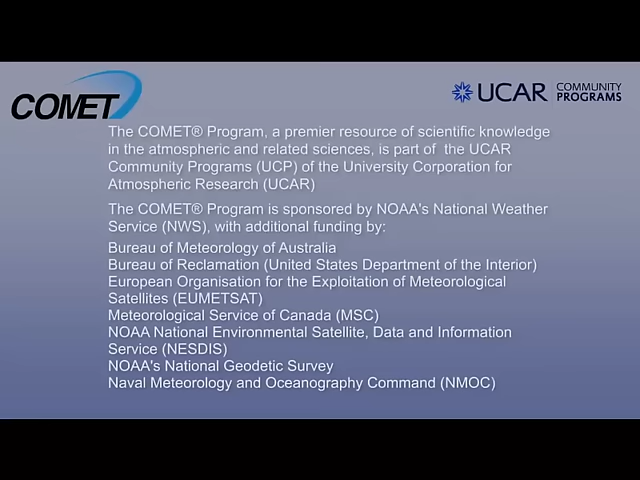 COMET
UCAR COMMUNITY PROGRAMS
The COMET® Program, a premier resource of scientific knowledge
in the atmospheric and related sciences, is part of the UCAR
Community Programs (UCP) of the University Corporation for
Atmospheric Research (UCAR)
The COMET® Program is sponsored by NOAA's National Weather
Service (NWS), with additional funding by:
Bureau of Meteorology of Australia
Bureau of Reclamation (United States Department of the Interior)
European Organisation for the Exploitation of Meteorological
Satellites (EUMETSAT)
Meteorological Service of Canada (MSC)
NOAA National Environmental Satellite, Data and Information
Service (NESDIS)
NOAA's National Geodetic Survey
Naval Meteorology and Oceanography Command (NMOC)